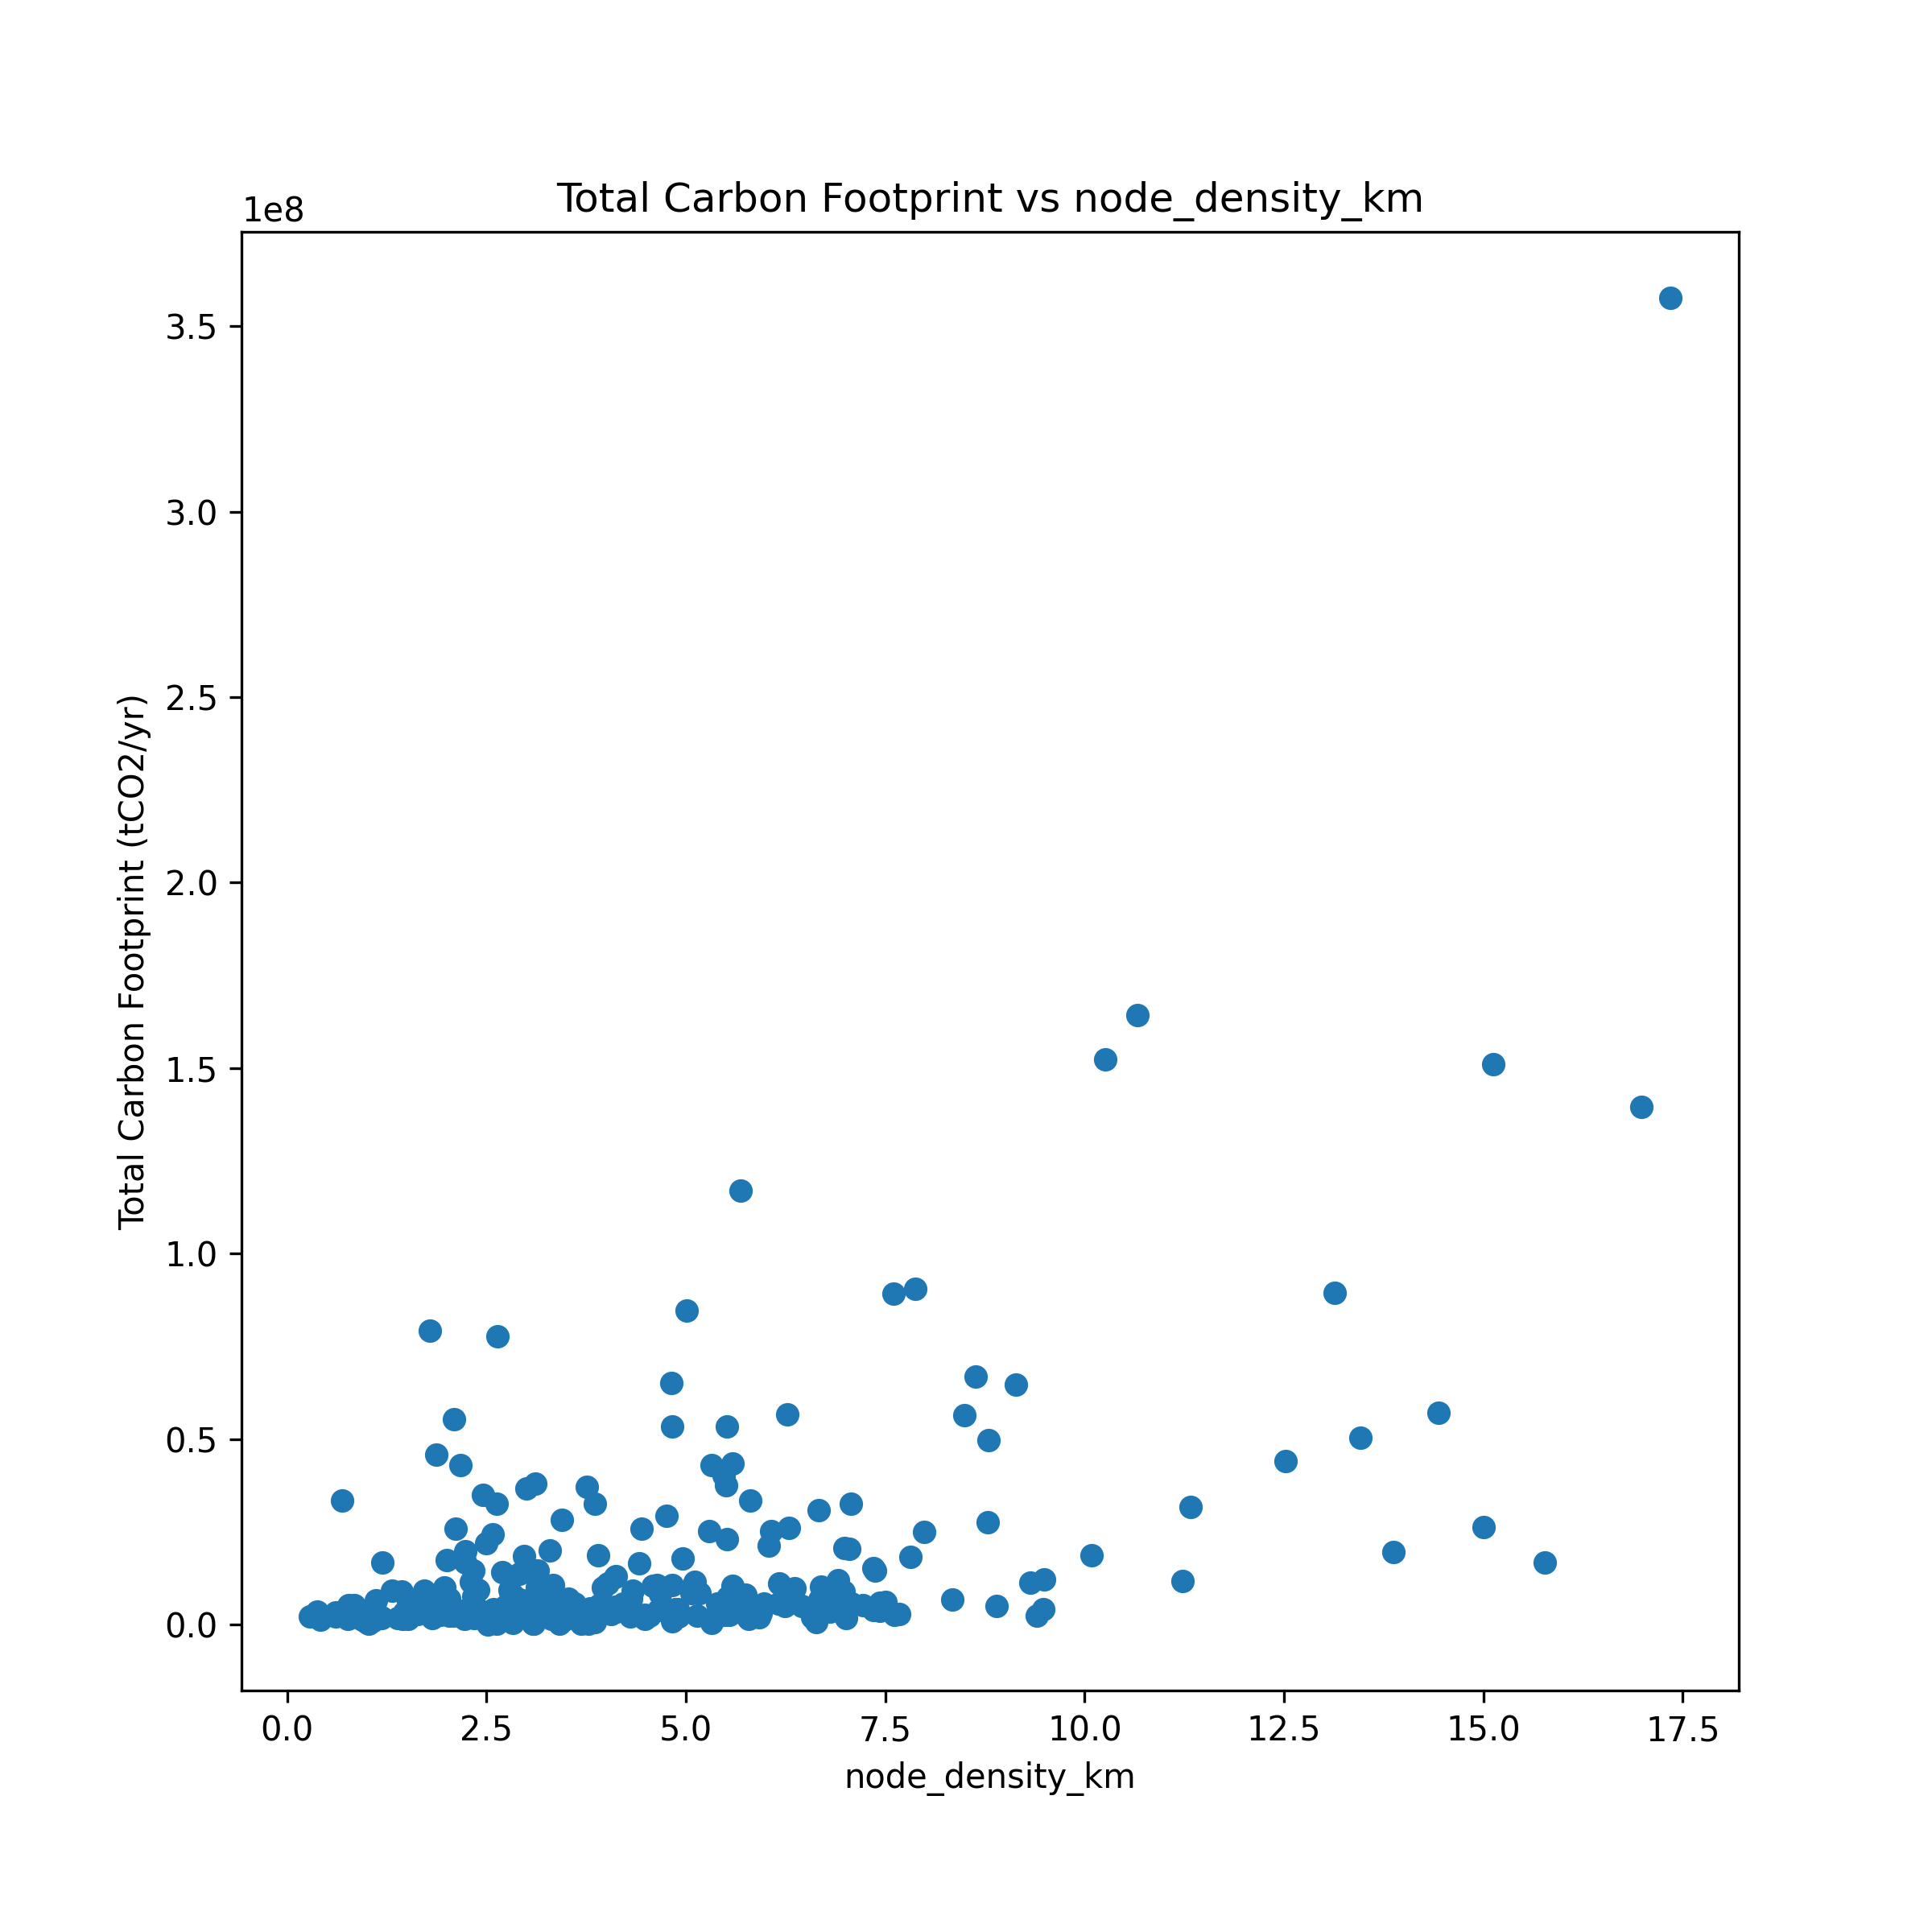 Total Carbon Footprint vs node_density_km
1e8
3.5
3.0
2.5
2.0
1.5
1.0
0.5
0.0
Total Carbon Footprint (tCO2/yr)
0.0 2.5 5.0 7.5 10.0 12.5 15.0 17.5
node_density_km